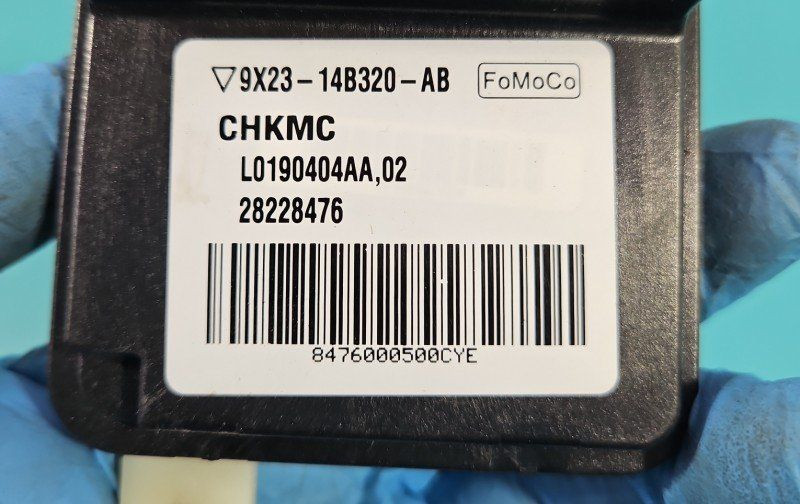 ▽9X23-14B320-AB FoMoCo
CHKMC
L0190404AA,02
28228476
8476000500CYE